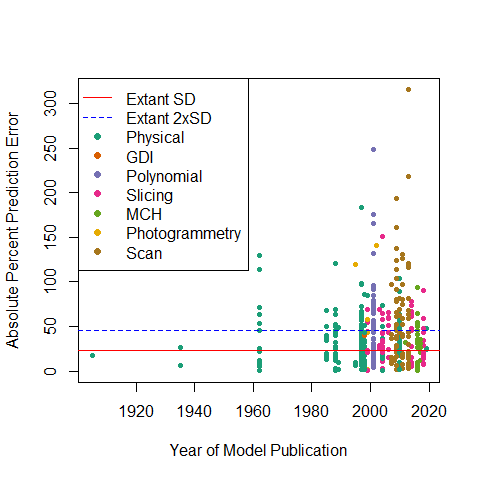 Absolute Percent Prediction Error
300
250
200
150
100
50
0
Extant SD
Extant 2xSD
Physical
GDI
Polynomial
Slicing
MCH
Photogrammetry
Scan
1920 1940 1960 1980 2000 2020
Year of Model Publication